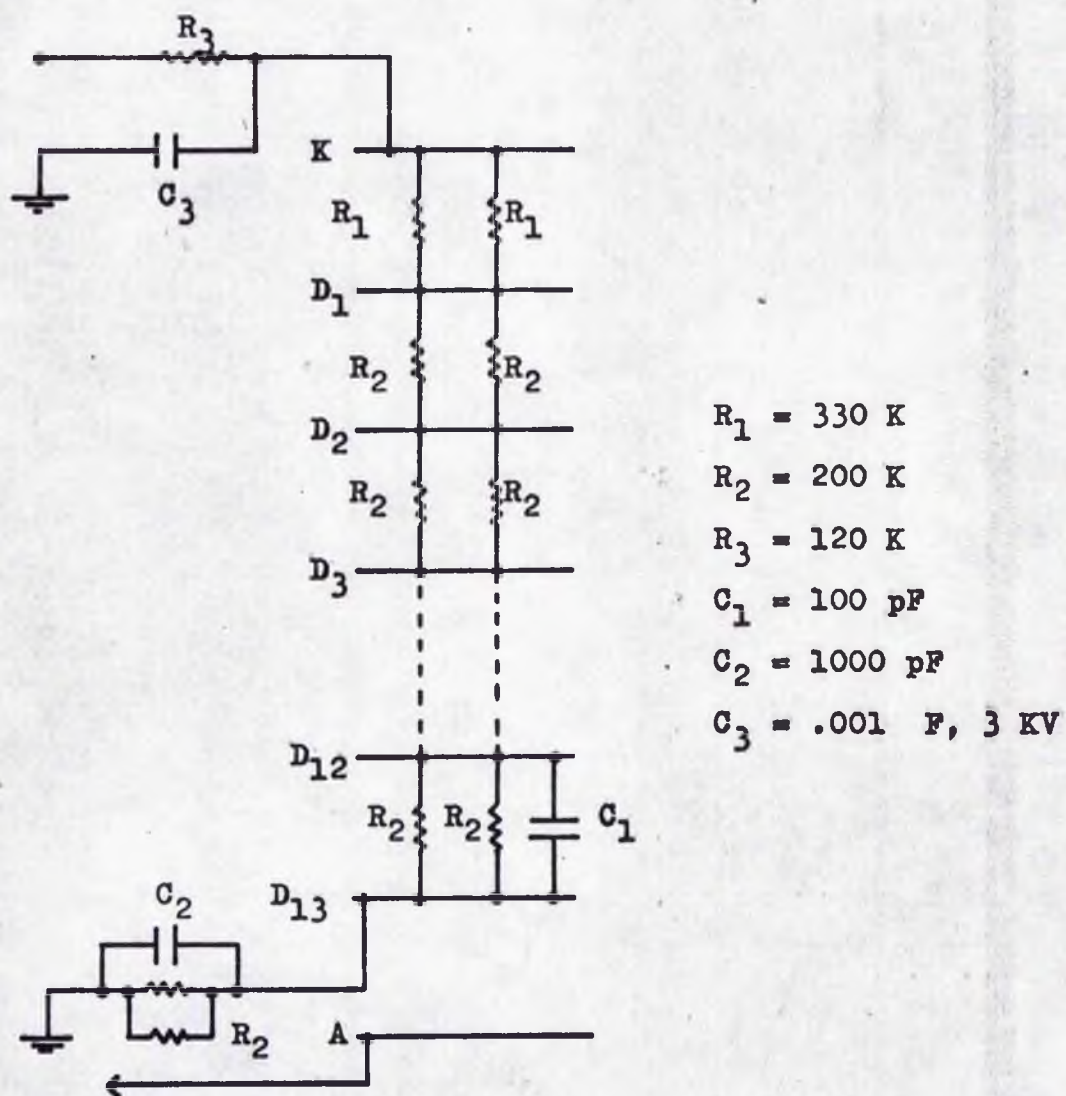 R3
C3
K
R1 R1
D1
R2 R2
D2
R2 R2
D3
D12
R2 R2 C1
D13
C2
R2
A
R1 = 330 K
R2 = 200 K
R3 = 120 K
C1 = 100 pF
C2 = 1000 pF
C3 = .001 F, 3 KV